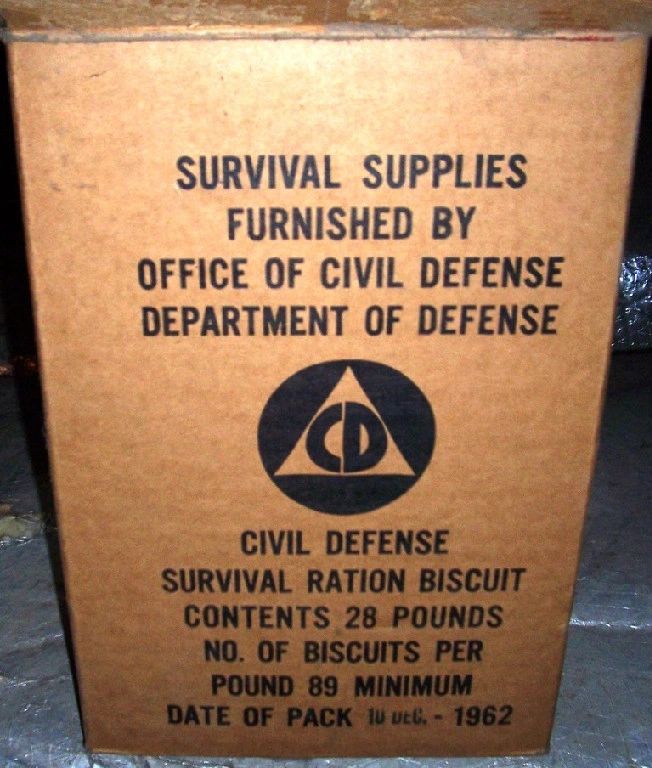 SURVIVAL SUPPLIES
FURNISHED BY
OFFICE OF CIVIL DEFENSE
DEPARTMENT OF DEFENSE
CD
CIVIL DEFENSE
SURVIVAL RATION BISCUIT
CONTENTS 28 POUNDS
NO. OF BISCUITS PER
POUND 89 MINIMUM
DATE OF PACK 10 DEC. - 1962